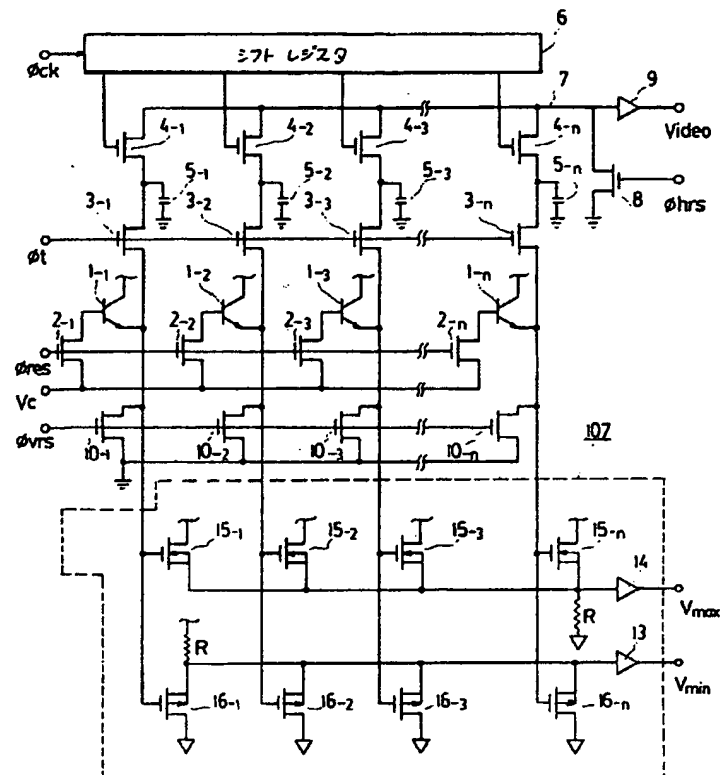 6
シフトレジスタ
øck
7
9
Video
4-1
4-2
4-3
4-n
5-1
5-2
5-3
5-n
8
øhrs
3-1
3-2
3-3
3-n
øt
1-1
1-2
1-3
1-n
2-1
2-2
2-3
2-n
øres
Vc
øvrs
10-1
10-2
10-3
10-n
107
15-1
15-2
15-3
15-n
14
Vmax
R
R
13
Vmin
16-1
16-2
16-3
16-n